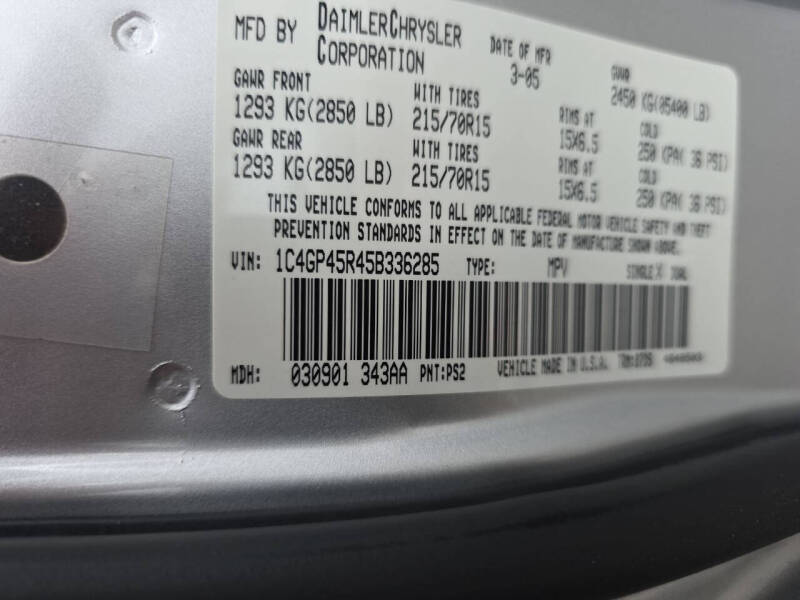 MFD BY DAIMLERCHRYSLER CORPORATION DATE OF MFR 3-05 GVWR 2450 KG(05400 LB)
GAWR FRONT WITH TIRES RIMS AT COLD
1293 KG(2850 LB) 215/70R15 15X6.5 250 KPA( 36 PSI)
GAWR REAR WITH TIRES RIMS AT COLD
1293 KG(2850 LB) 215/70R15 15X6.5 250 KPA( 36 PSI)
THIS VEHICLE CONFORMS TO ALL APPLICABLE FEDERAL MOTOR VEHICLE SAFETY AND THEFT
PREVENTION STANDARDS IN EFFECT ON THE DATE OF MANUFACTURE SHOWN ABOVE.
VIN: 1C4GP45R45B336285 TYPE: MPV SINGLE X DUAL
MDH: 030901 343AA PNT:PS2 VEHICLE MADE IN U.S.A.